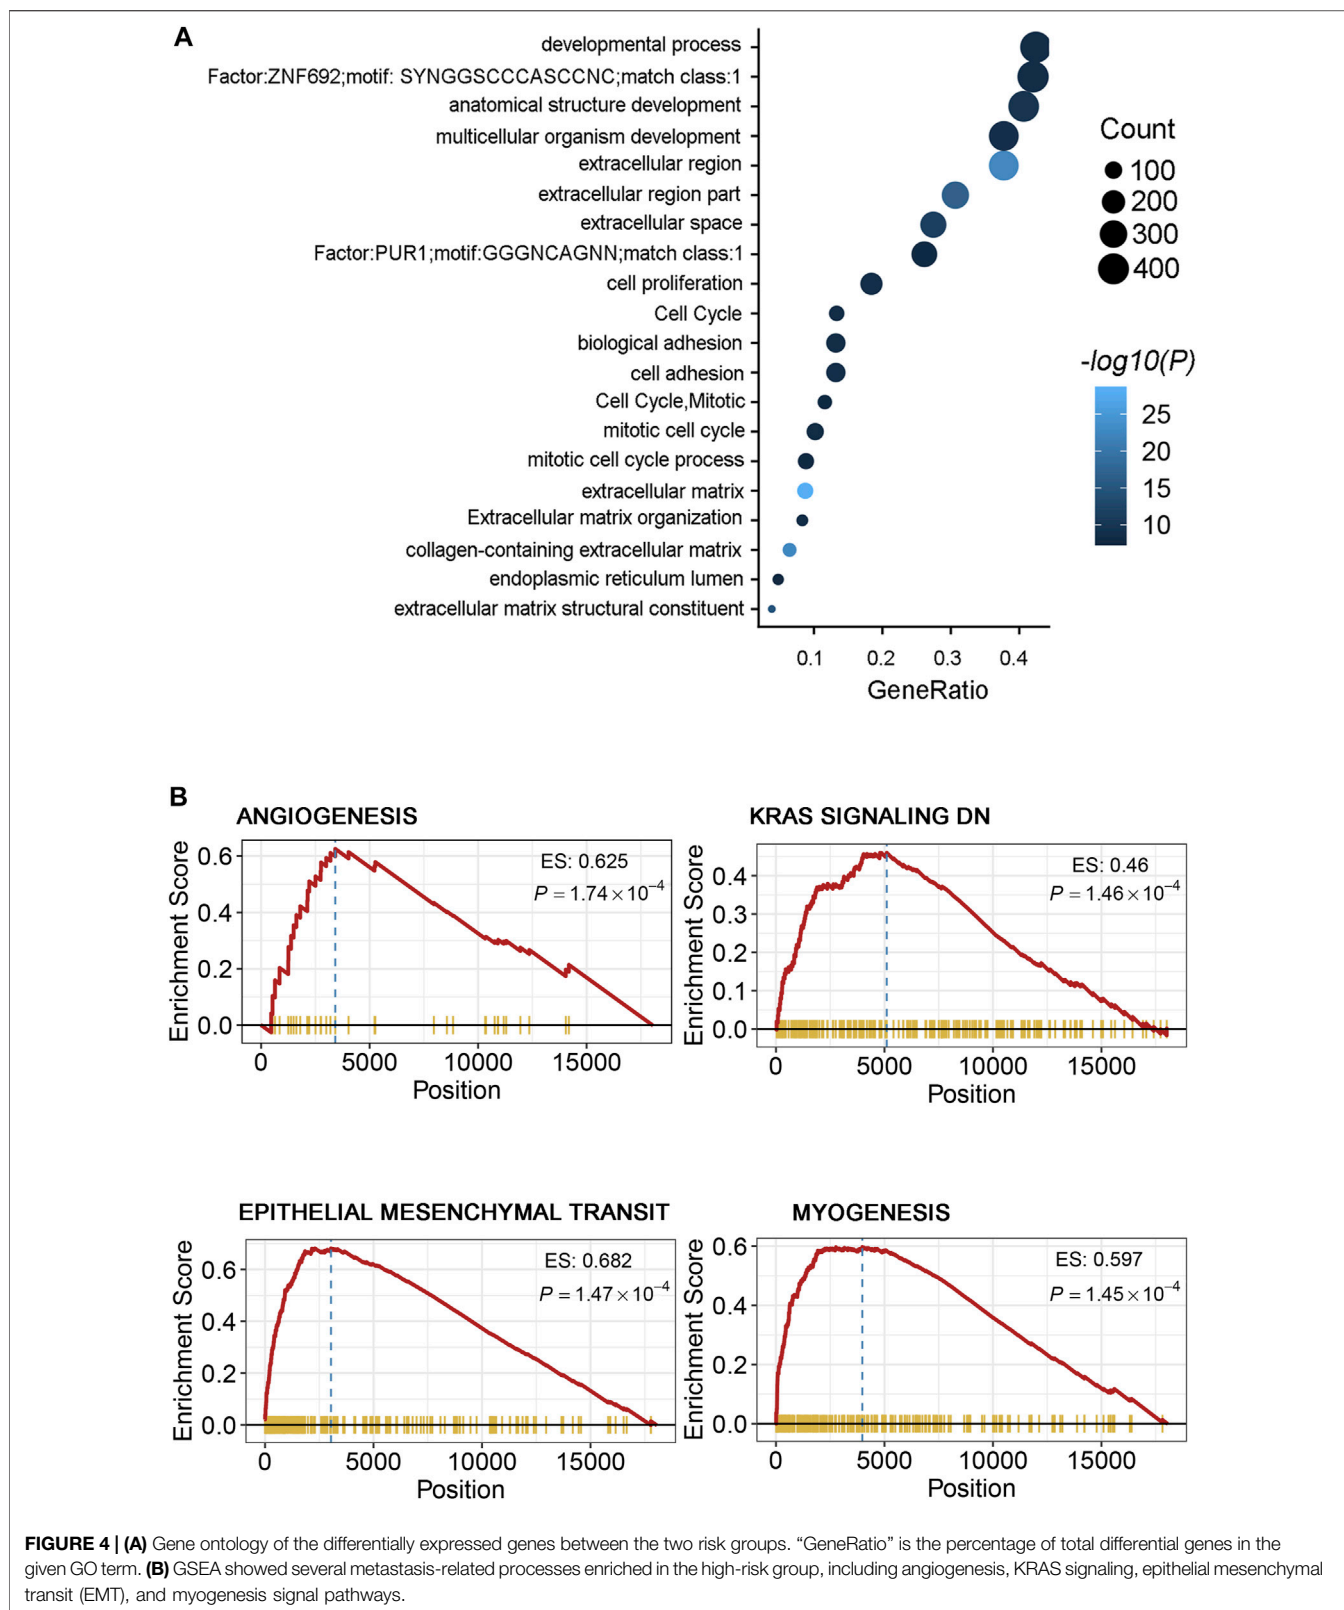 A
developmental process
Factor:ZNF692;motif: SYNGGSCCCASCCNC;match class:1
anatomical structure development
multicellular organism development
extracellular region
extracellular region part
extracellular space
Factor:PUR1;motif:GGGNCAGNN;match class:1
cell proliferation
Cell Cycle
biological adhesion
cell adhesion
Cell Cycle,Mitotic
mitotic cell cycle
mitotic cell cycle process
extracellular matrix
Extracellular matrix organization
collagen-containing extracellular matrix
endoplasmic reticulum lumen
extracellular matrix structural constituent
0.1 0.2 0.3 0.4
GeneRatio
Count
100
200
300
400
-log10(P)
25
20
15
10
B
ANGIOGENESIS
Enrichment Score
0.6
0.4
0.2
0.0
ES: 0.625
P = 1.74 × 10⁻⁴
0 5000 10000 15000
Position
KRAS SIGNALING DN
Enrichment Score
0.4
0.3
0.2
0.1
0.0
ES: 0.46
P = 1.46 × 10⁻⁴
0 5000 10000 15000
Position
EPITHELIAL MESENCHYMAL TRANSIT
Enrichment Score
0.6
0.4
0.2
0.0
ES: 0.682
P = 1.47 × 10⁻⁴
0 5000 10000 15000
Position
MYOGENESIS
Enrichment Score
0.6
0.4
0.2
0.0
ES: 0.597
P = 1.45 × 10⁻⁴
0 5000 10000 15000
Position
FIGURE 4 | (A) Gene ontology of the differentially expressed genes between the two risk groups. “GeneRatio” is the percentage of total differential genes in the
given GO term. (B) GSEA showed several metastasis-related processes enriched in the high-risk group, including angiogenesis, KRAS signaling, epithelial mesenchymal
transit (EMT), and myogenesis signal pathways.